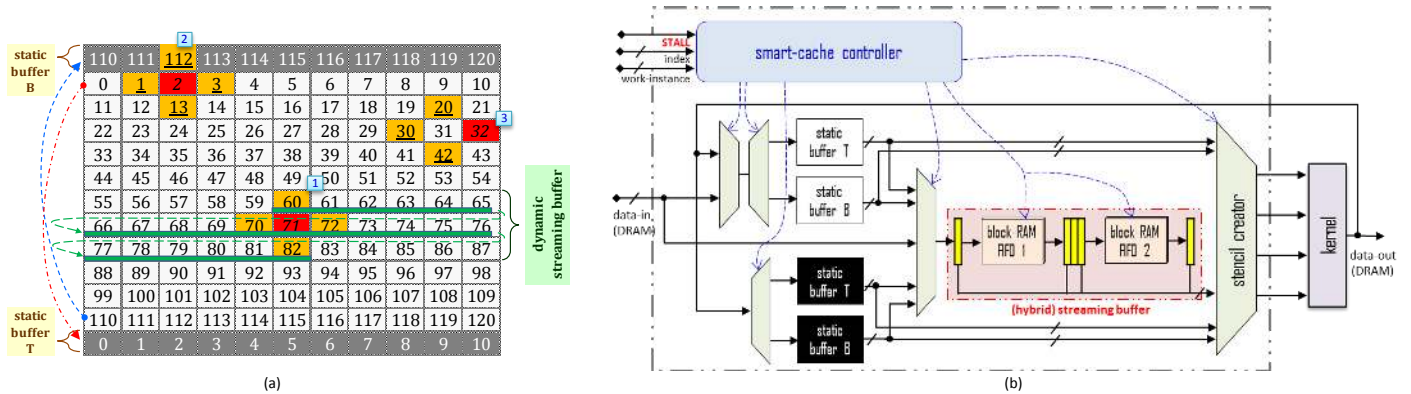 2
static
buffer
B
110 111 112 113 114 115 116 117 118 119 120
0 1 2 3 4 5 6 7 8 9 10
11 12 13 14 15 16 17 18 19 20 21
3
22 23 24 25 26 27 28 29 30 31 32
33 34 35 36 37 38 39 40 41 42 43
44 45 46 47 48 49 50 51 52 53 54
1
55 56 57 58 59 60 61 62 63 64 65
66 67 68 69 70 71 72 73 74 75 76
77 78 79 80 81 82 83 84 85 86 87
88 89 90 91 92 93 94 95 96 97 98
99 100 101 102 103 104 105 106 107 108 109
110 111 112 113 114 115 116 117 118 119 120
0 1 2 3 4 5 6 7 8 9 10
static
buffer
T
dynamic
streaming buffer
(a)
STALL
index
work-instance
smart-cache controller
static
buffer T
static
buffer B
data-in
(DRAM)
block RAM
FIFO 1
block RAM
FIFO 2
(hybrid) streaming buffer
static
buffer T
static
buffer B
stencil creator
kernel
data-out
(DRAM)
(b)